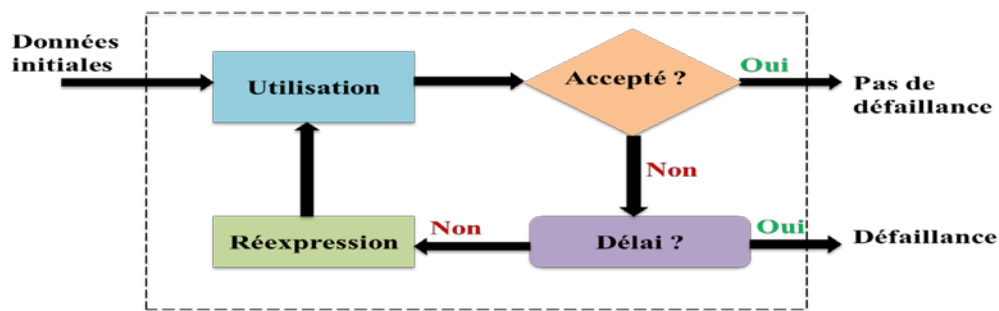 Données
initiales
Utilisation
Accepté ?
Oui
Pas de
défaillance
Non
Réexpression
Non
Délai ?
Oui
Défaillance